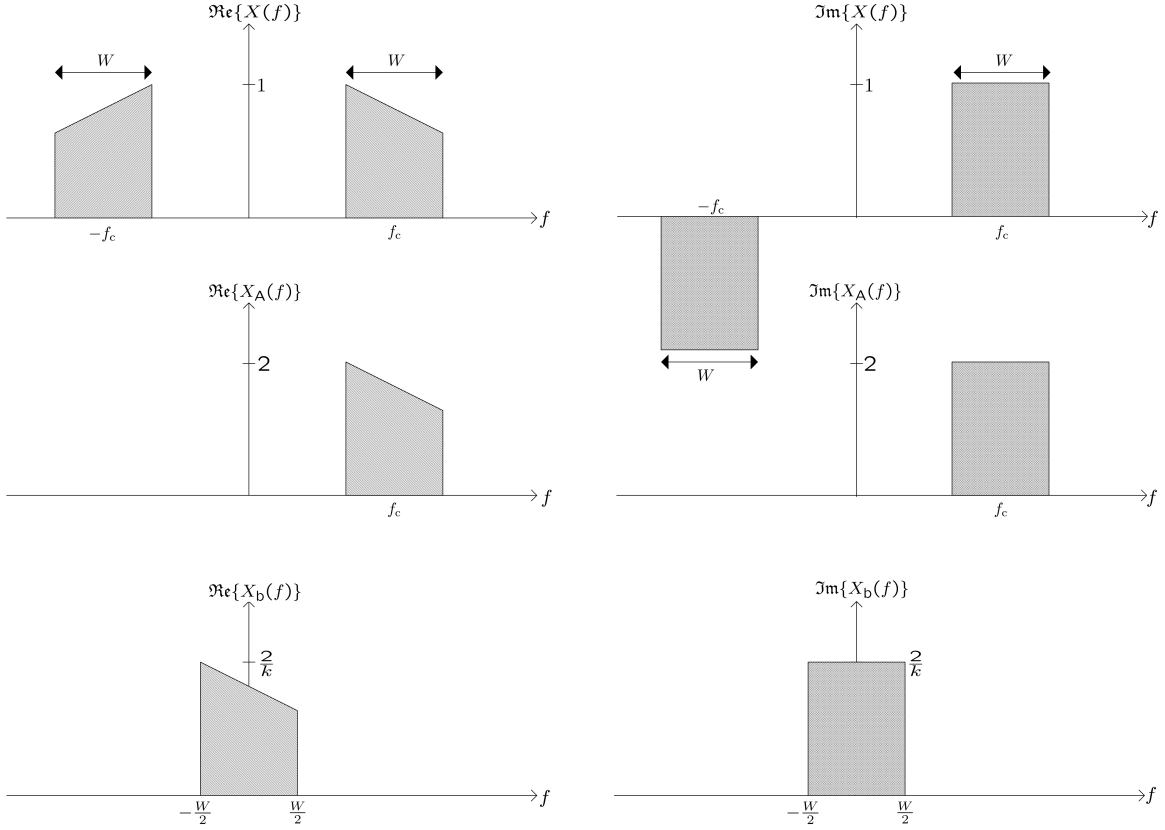 ℜe{X(f)}
W
W
1
−f_c
f_c
f
ℑm{X(f)}
W
1
−f_c
f_c
f
W
ℜe{X_A(f)}
2
f_c
f
ℑm{X_A(f)}
2
f_c
f
ℜe{X_b(f)}
2/k
−W/2
W/2
f
ℑm{X_b(f)}
2/k
−W/2
W/2
f